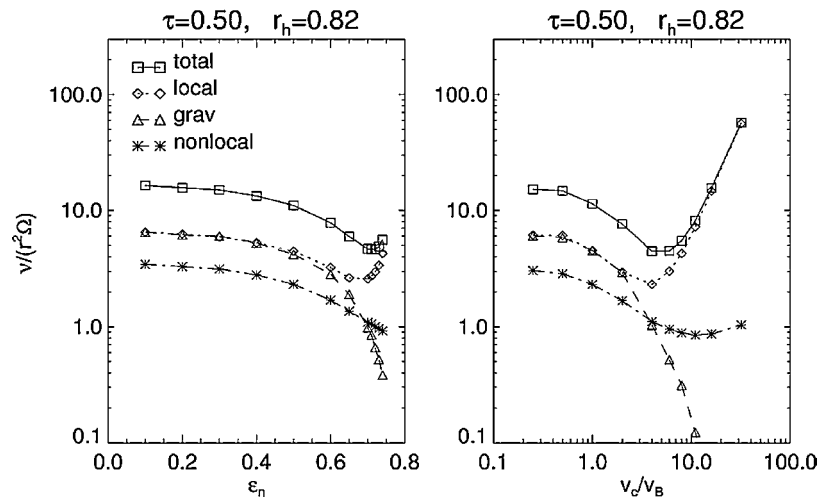 τ=0.50, r_h=0.82
τ=0.50, r_h=0.82
total
local
grav
nonlocal
100.0
10.0
1.0
0.1
ν/(r²Ω)
0.0 0.2 0.4 0.6 0.8
ε_n
100.0
10.0
1.0
0.1
0.1 1.0 10.0 100.0
v_c/v_B